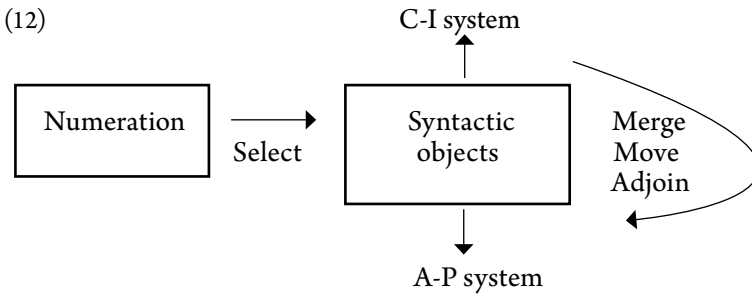 (12)
C-I system
Numeration
Select
Syntactic
objects
Merge
Move
Adjoin
A-P system